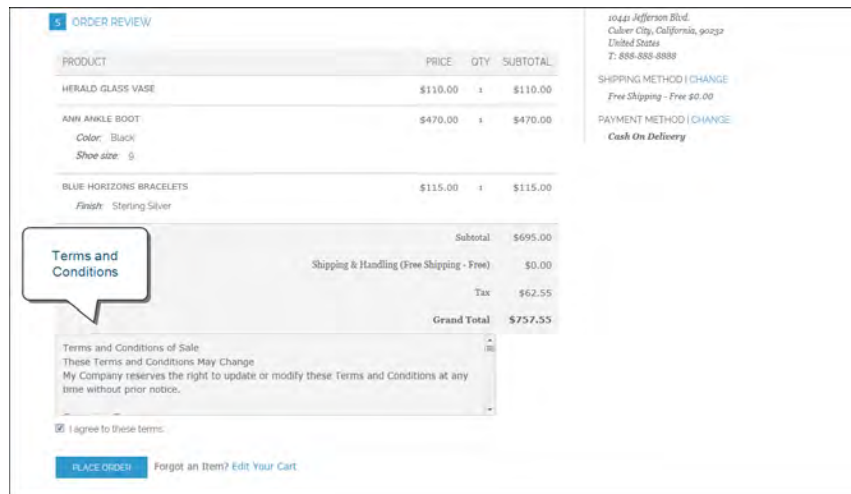 5 ORDER REVIEW
PRODUCT PRICE QTY SUBTOTAL
HERALD GLASS VASE $110.00 1 $110.00
ANN ANKLE BOOT $470.00 1 $470.00
Color: Black
Shoe size: 9
BLUE HORIZONS BRACELETS $115.00 1 $115.00
Finish: Sterling Silver
Subtotal $695.00
Shipping & Handling (Free Shipping - Free) $0.00
Tax $62.55
Grand Total $757.55
Terms and
Conditions
Terms and Conditions of Sale
These Terms and Conditions May Change
My Company reserves the right to update or modify these Terms and Conditions at any
time without prior notice.
I agree to these terms.
PLACE ORDER Forgot an Item? Edit Your Cart
10441 Jefferson Blvd.
Culver City, California, 90232
United States
T: 888-888-8888
SHIPPING METHOD | CHANGE
Free Shipping - Free $0.00
PAYMENT METHOD | CHANGE
Cash On Delivery